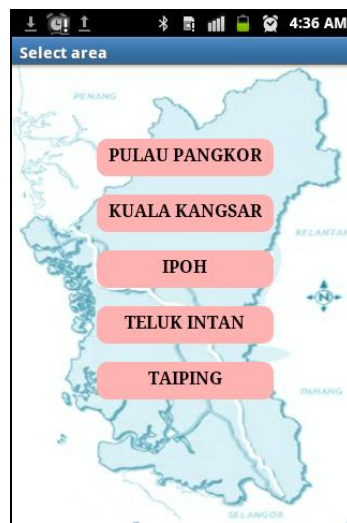 4:36 AM
Select area
PENANG
PULAU PANGKOR
KUALA KANGSAR
KELANTAN
IPOH
N
TELUK INTAN
TAIPING
PAHANG
SELANGOR